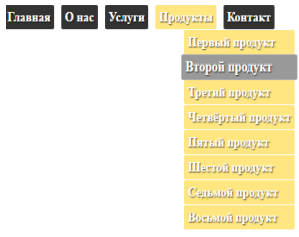 Главная О нас Услуги Продукты Контакт
Первый продукт
Второй продукт
Третий продукт
Четвёртый продукт
Пятый продукт
Шестой продукт
Седьмой продукт
Восьмой продукт